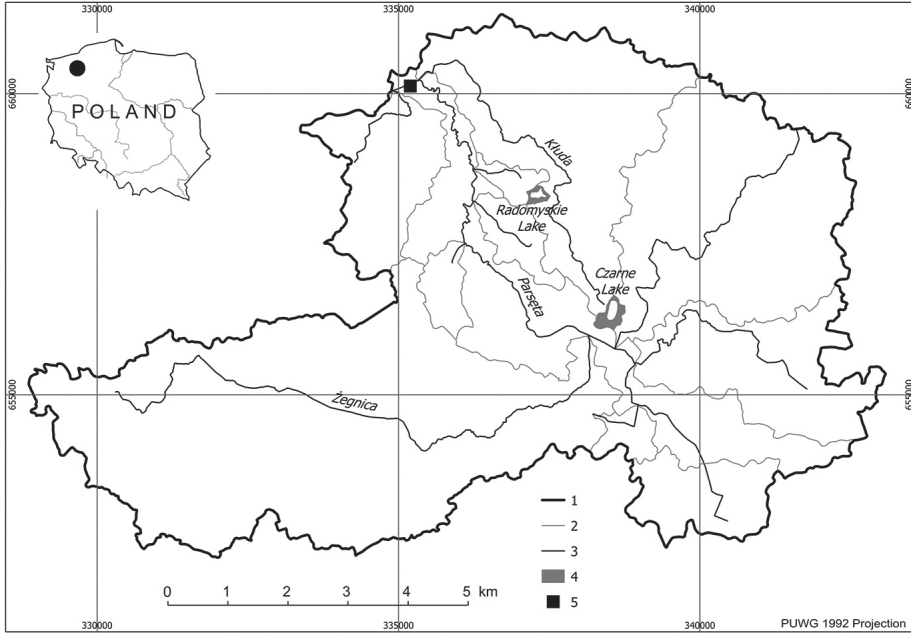 330000
335000
340000
660000
660000
POLAND
Kłuda
Radomyskie
Lake
Czarne
Lake
Parsęta
655000
655000
Żegnica
1
2
3
4
5
0 1 2 3 4 5 km
330000
335000
340000
PUWG 1992 Projection